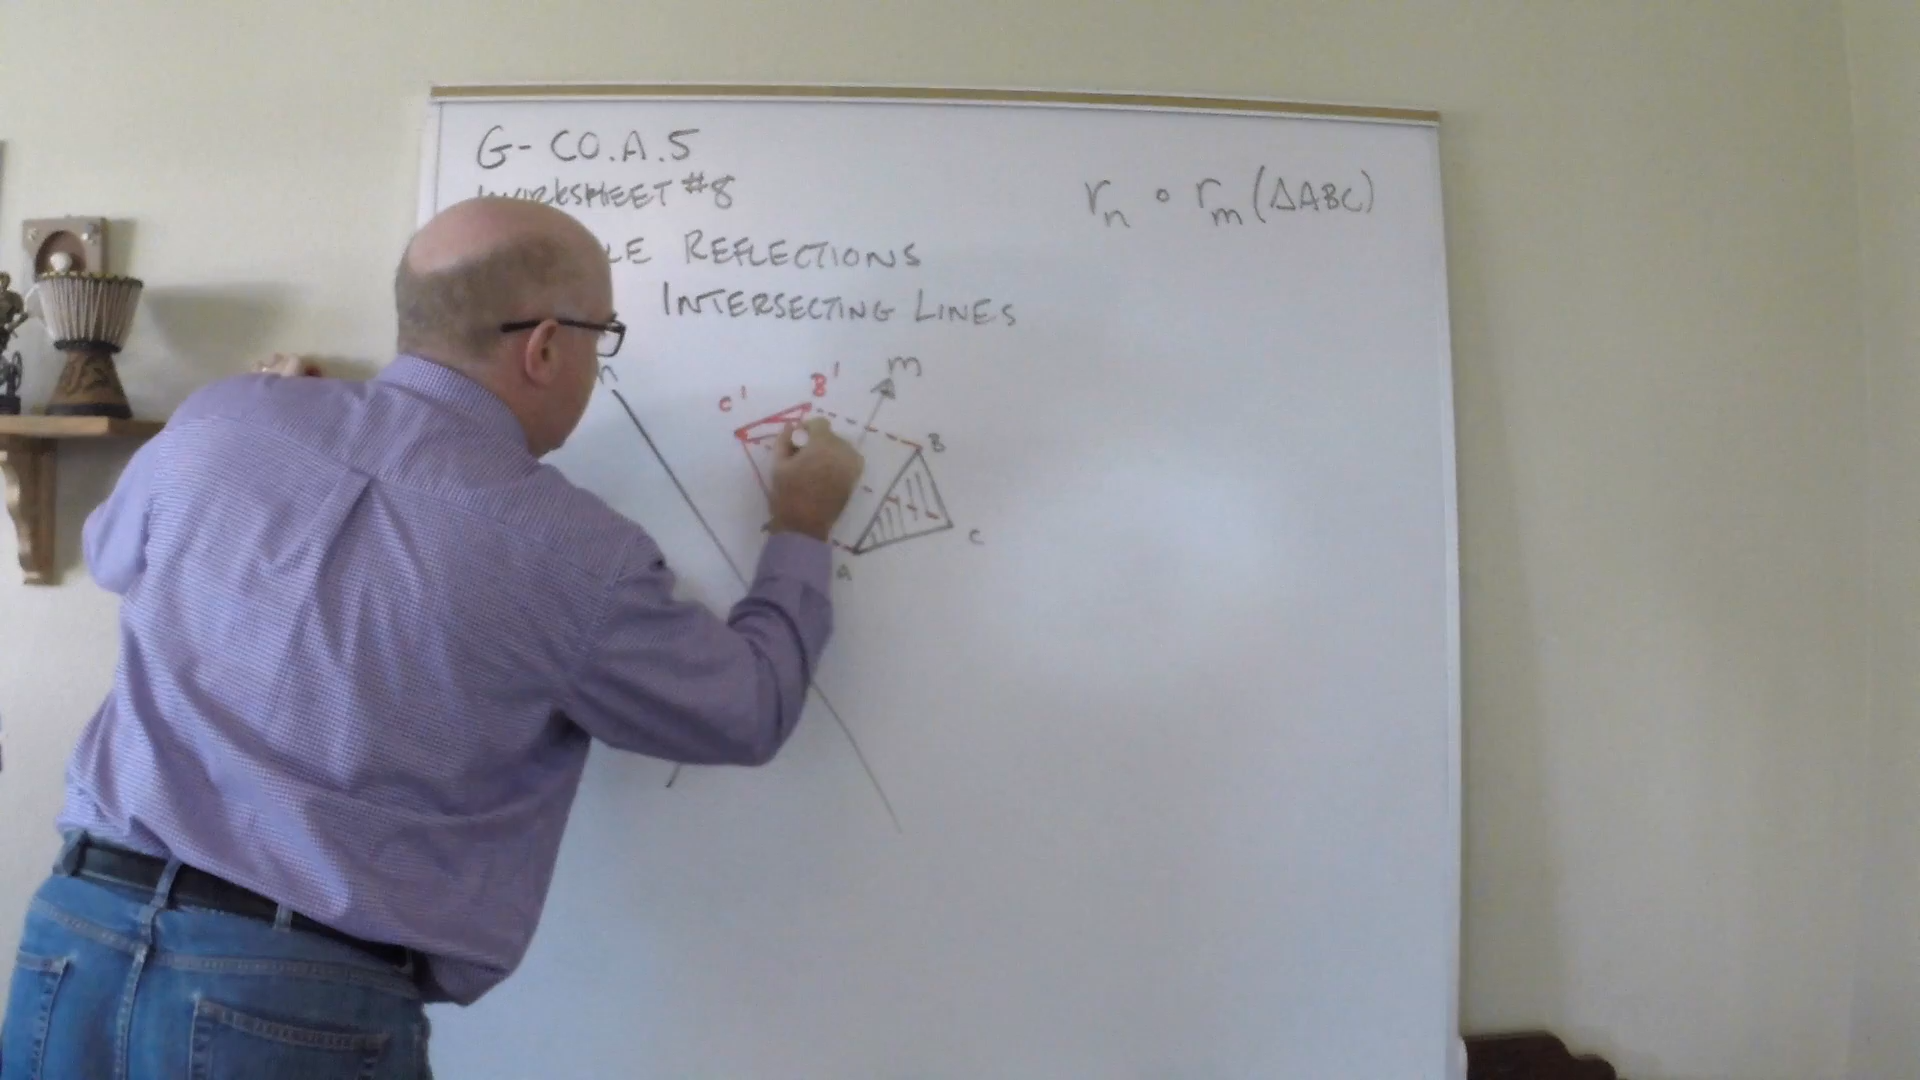 G-CO.A.5
WORKSHEET #8
LE REFLECTIONS
INTERSECTING LINES
rn ∘ rm (△ABC)
n
m
C'
B'
B
C
A